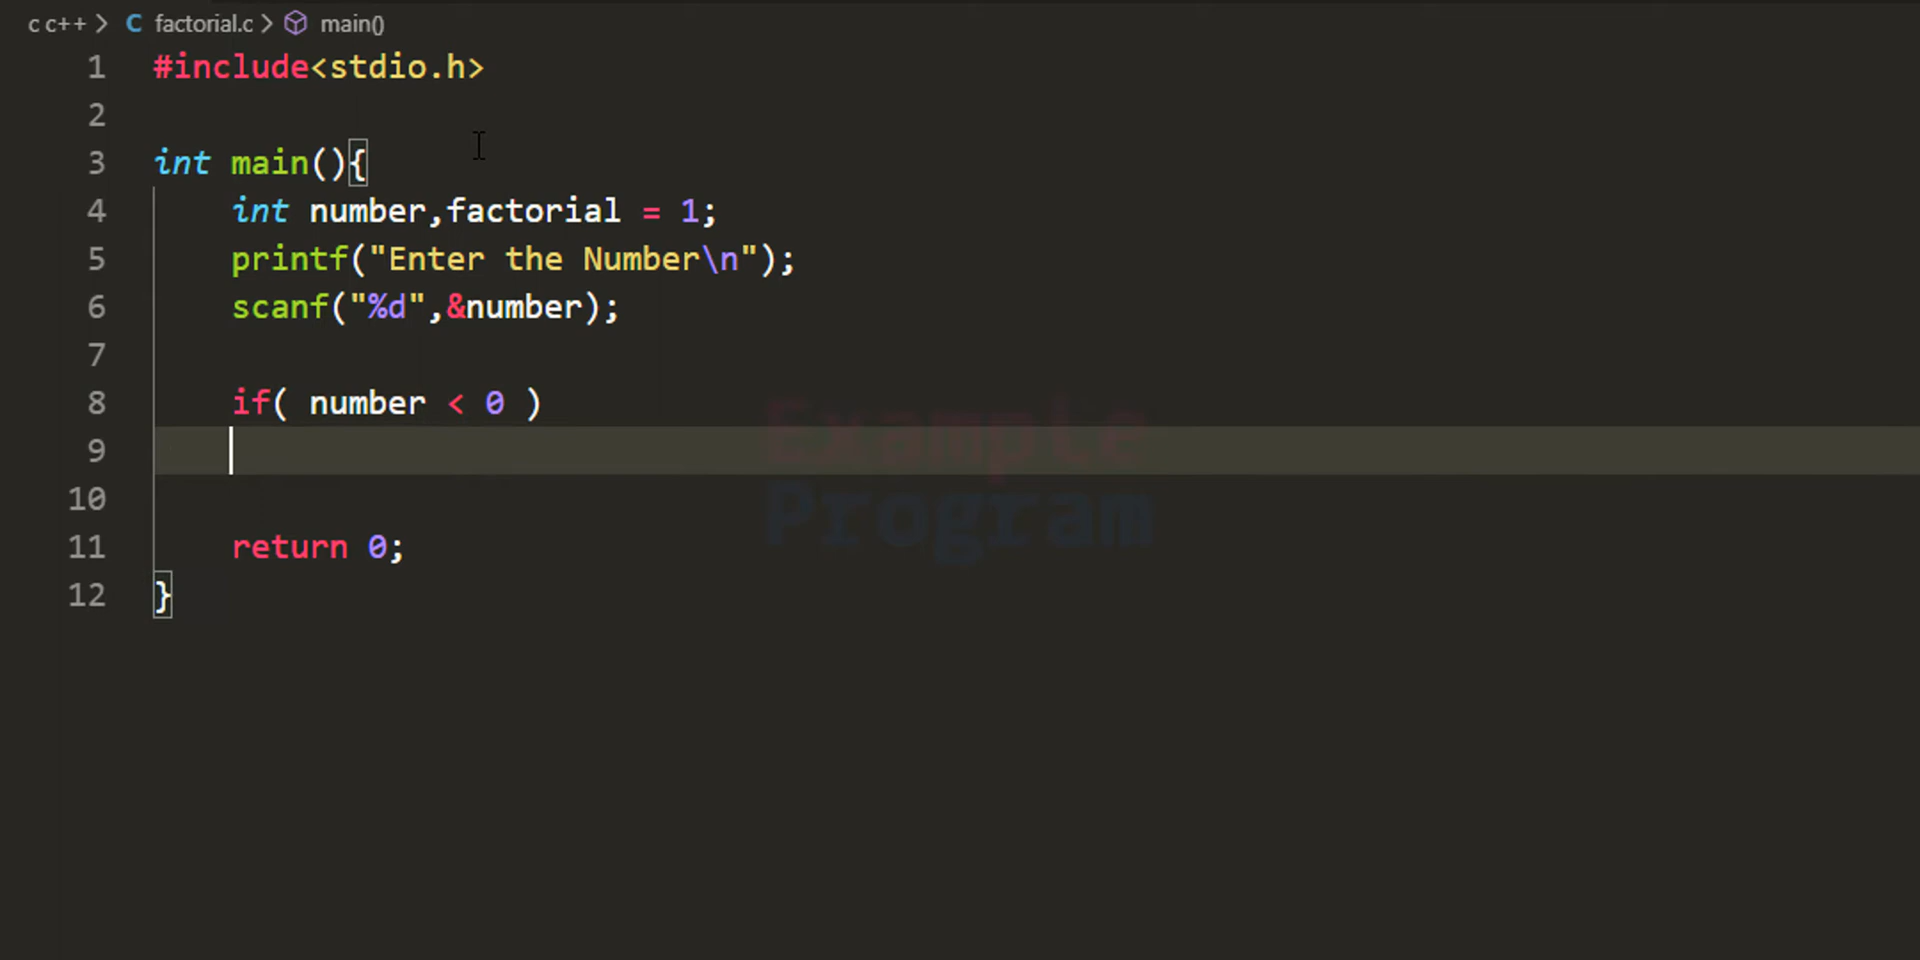 c c++ > C factorial.c > main()
1 #include<stdio.h>
2
3 int main(){
4 int number,factorial = 1;
5 printf("Enter the Number\n");
6 scanf("%d",&number);
7
8 if( number < 0 )
9
10
11 return 0;
12 }
Example
Program